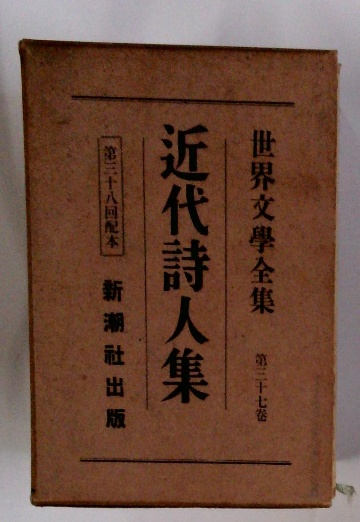 世界文學全集 第三十七卷
近代詩人集
第三十八回配本
新潮社出版